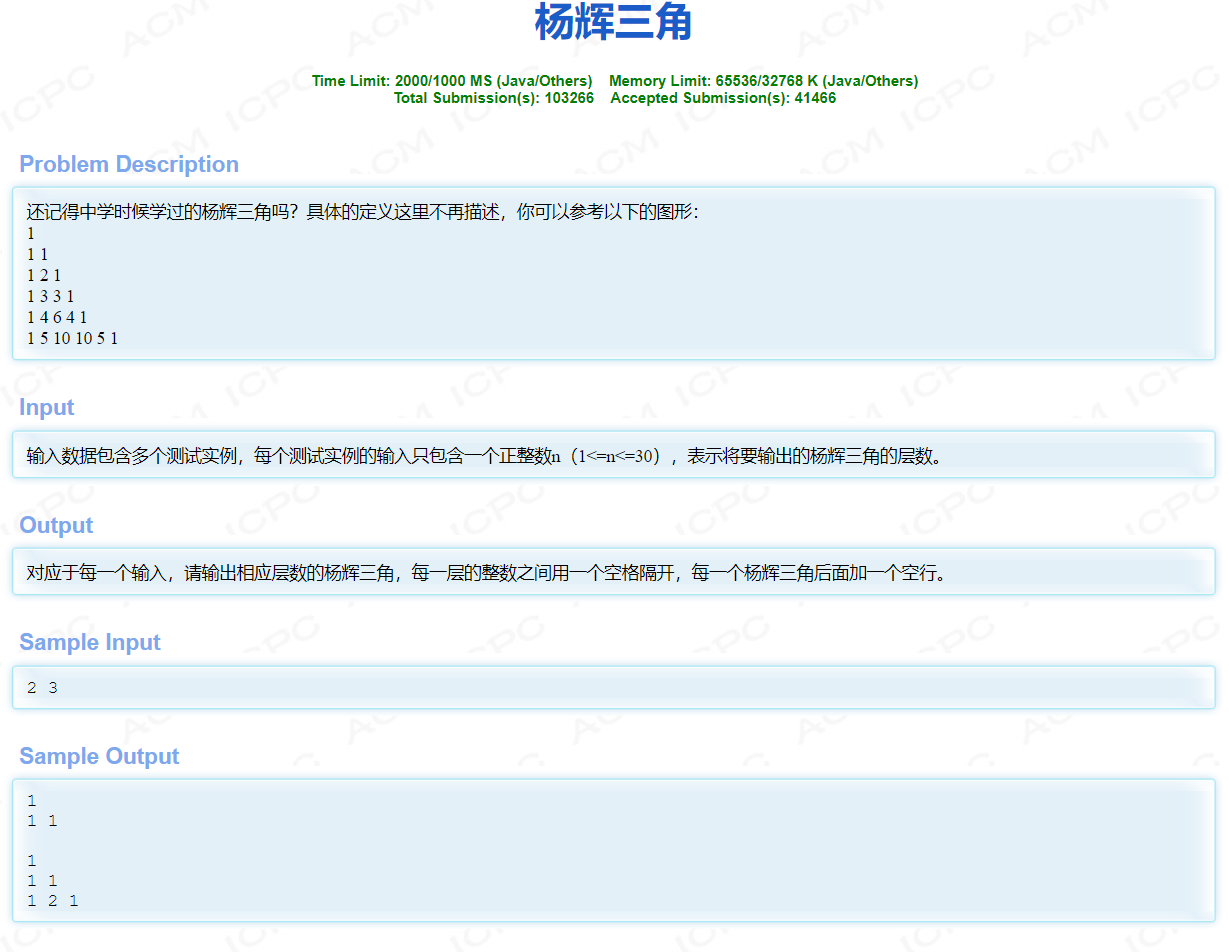 杨辉三角
Time Limit: 2000/1000 MS (Java/Others) Memory Limit: 65536/32768 K (Java/Others)
Total Submission(s): 103266 Accepted Submission(s): 41466
Problem Description
还记得中学时候学过的杨辉三角吗？具体的定义这里不再描述，你可以参考以下的图形：
1
1 1
1 2 1
1 3 3 1
1 4 6 4 1
1 5 10 10 5 1
Input
输入数据包含多个测试实例，每个测试实例的输入只包含一个正整数n（1<=n<=30），表示将要输出的杨辉三角的层数。
Output
对应于每一个输入，请输出相应层数的杨辉三角，每一层的整数之间用一个空格隔开，每一个杨辉三角后面加一个空行。
Sample Input
2 3
Sample Output
1
1 1
1
1 1
1 2 1